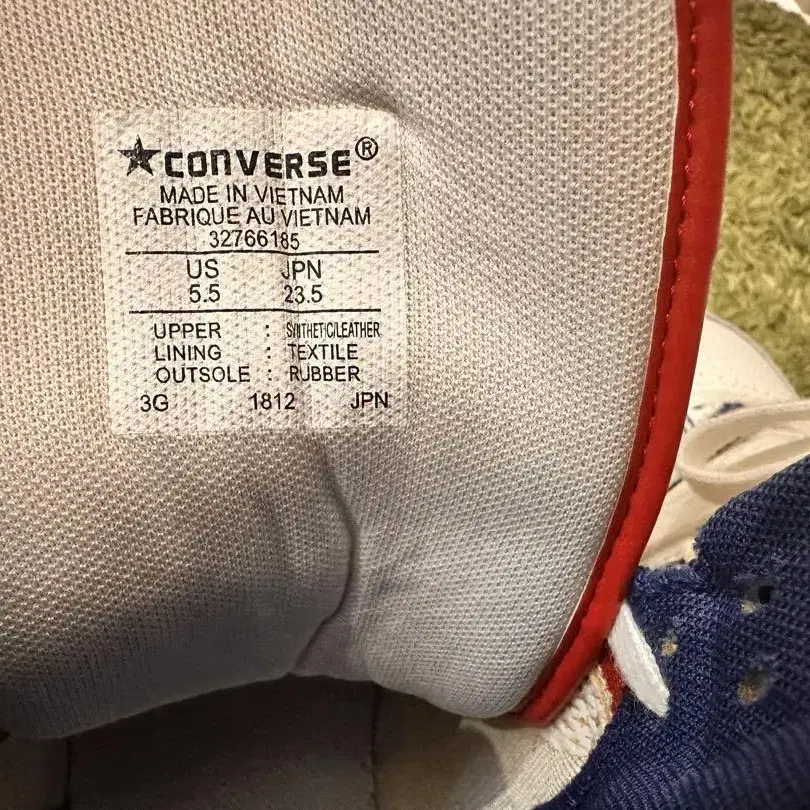 ★CONVERSE®
MADE IN VIETNAM
FABRIQUE AU VIETNAM
32766185
US JPN
5.5 23.5
UPPER : SYNTHETIC/LEATHER
LINING : TEXTILE
OUTSOLE : RUBBER
3G 1812 JPN